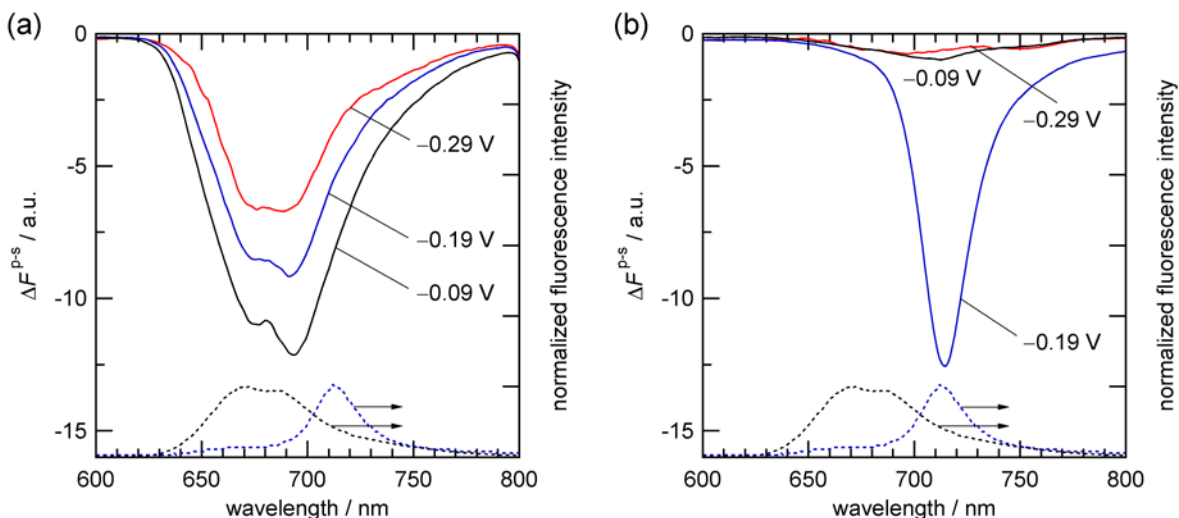 (a)
0
-5
-10
-15
ΔF p-s / a.u.
600
650
700
750
800
wavelength / nm
normalized fluorescence intensity
−0.29 V
−0.19 V
−0.09 V
(b)
0
-5
-10
-15
ΔF p-s / a.u.
600
650
700
750
800
wavelength / nm
normalized fluorescence intensity
−0.09 V
−0.29 V
−0.19 V